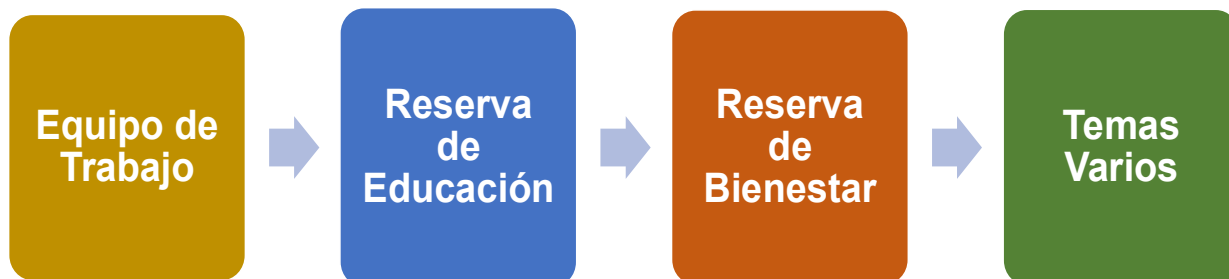 Equipo de
Trabajo
Reserva
de
Educación
Reserva
de
Bienestar
Temas
Varios